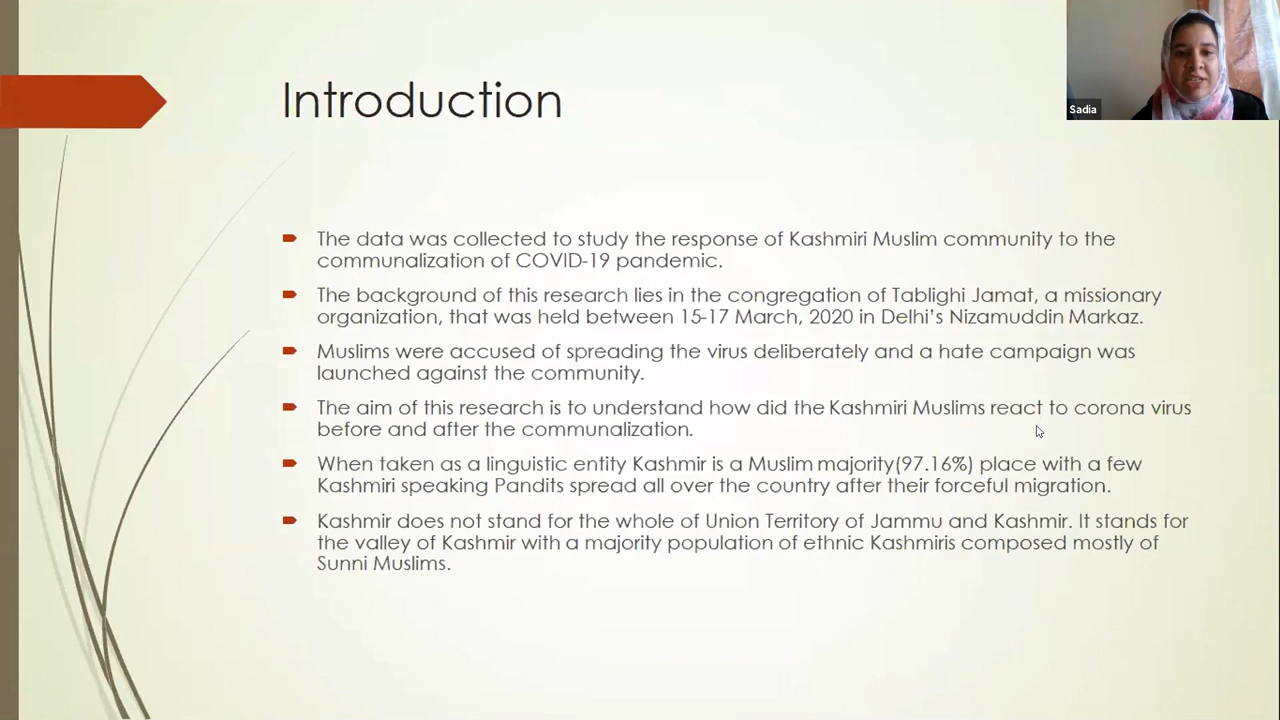 Introduction
Sadia
The data was collected to study the response of Kashmiri Muslim community to the
communalization of COVID-19 pandemic.
The background of this research lies in the congregation of Tablighi Jamat, a missionary
organization, that was held between 15-17 March, 2020 in Delhi's Nizamuddin Markaz.
Muslims were accused of spreading the virus deliberately and a hate campaign was
launched against the community.
The aim of this research is to understand how did the Kashmiri Muslims react to corona virus
before and after the communalization.
When taken as a linguistic entity Kashmir is a Muslim majority(97.16%) place with a few
Kashmiri speaking Pandits spread all over the country after their forceful migration.
Kashmir does not stand for the whole of Union Territory of Jammu and Kashmir. It stands for
the valley of Kashmir with a majority population of ethnic Kashmiris composed mostly of
Sunni Muslims.